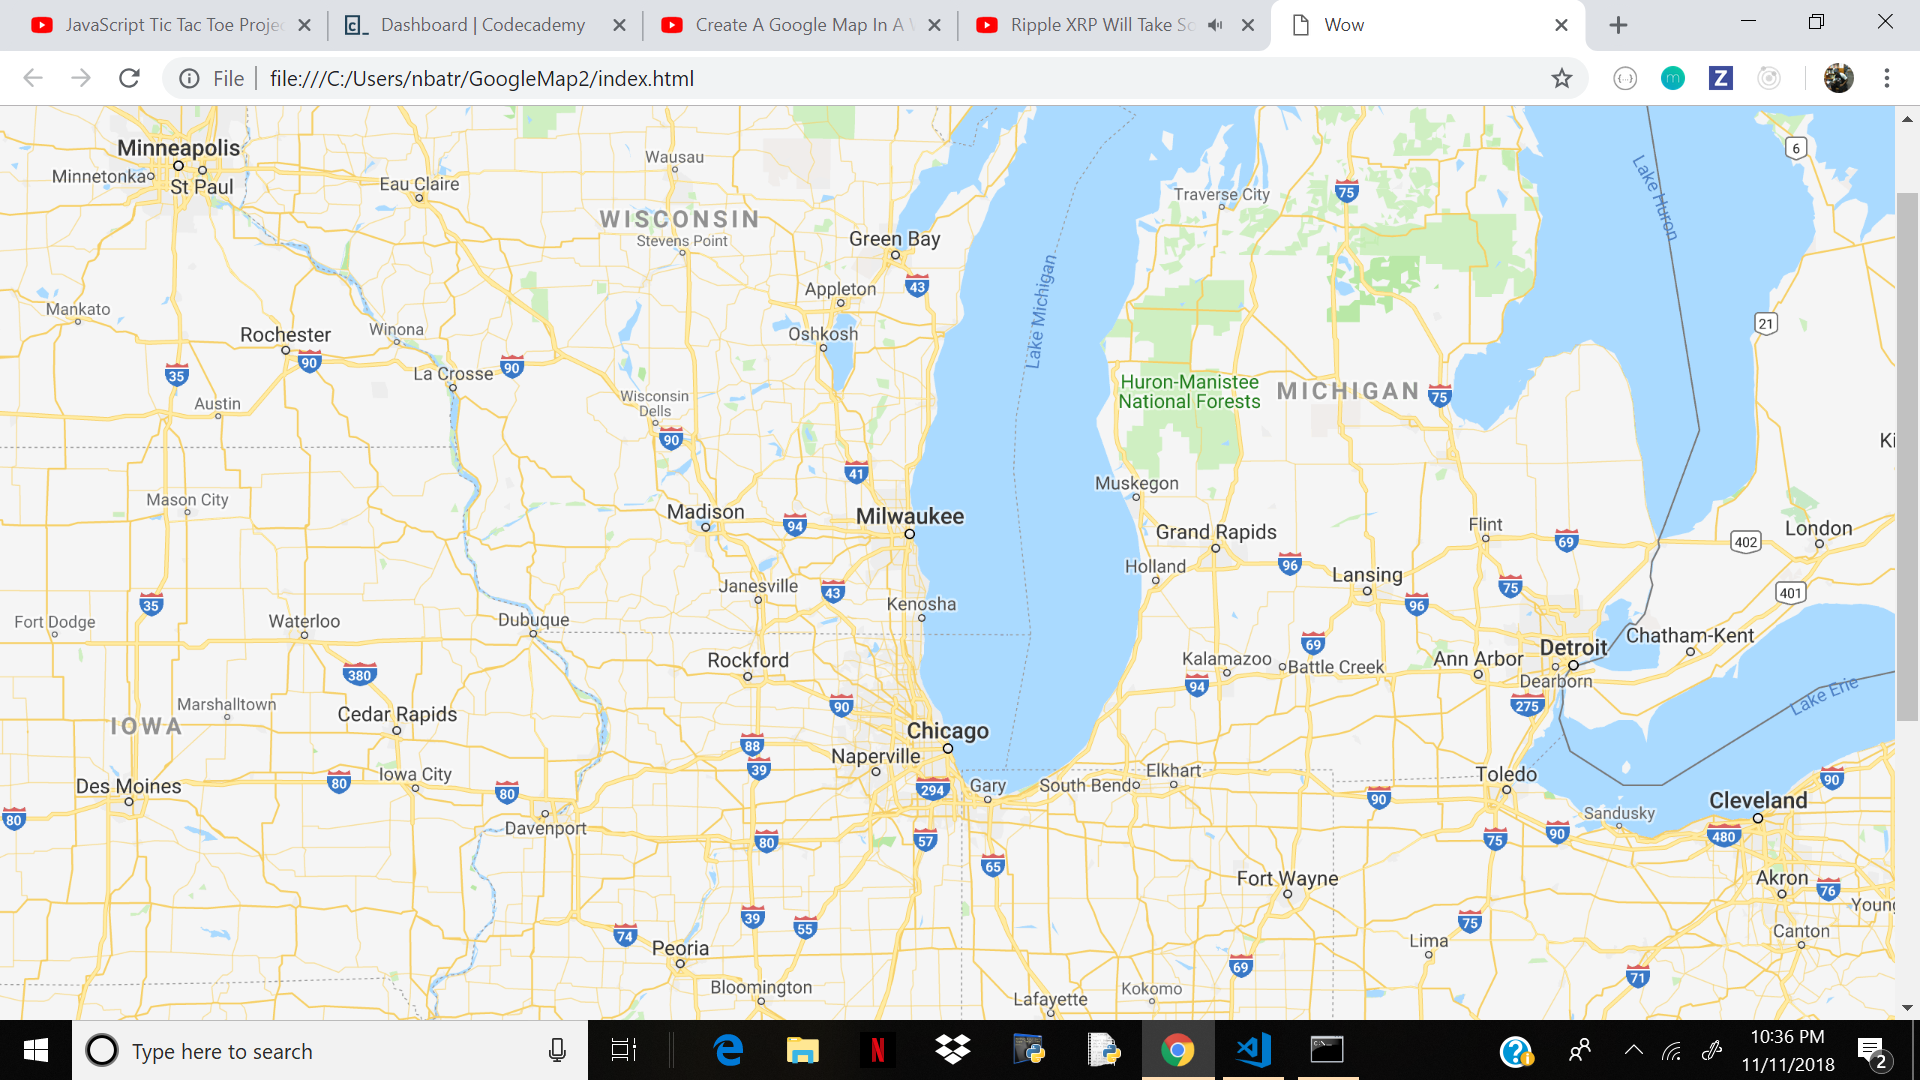 JavaScript Tic Tac Toe Projec
Dashboard | Codecademy
Create A Google Map In A
Ripple XRP Will Take So
Wow
File
file:///C:/Users/nbatr/GoogleMap2/index.html
Minneapolis
Minnetonka
St Paul
Eau Claire
Wausau
WISCONSIN
Stevens Point
Green Bay
43
Appleton
Oshkosh
Traverse City
75
Lake Huron
6
Lake Michigan
21
Mankato
Rochester
90
Winona
La Crosse
90
35
Austin
Wisconsin
Dells
90
Huron-Manistee
National Forests
MICHIGAN
75
Ki
41
Muskegon
Mason City
Madison
94
Milwaukee
Grand Rapids
Flint
69
402
London
Holland
96
Lansing
75
401
Janesville
43
Kenosha
96
35
Fort Dodge
Waterloo
Dubuque
Rockford
69
Detroit
Chatham-Kent
Kalamazoo
Battle Creek
Ann Arbor
Dearborn
94
275
Lake Erie
380
Marshalltown
Cedar Rapids
IOWA
90
Chicago
88
39
Naperville
294
Gary
South Bend
Elkhart
Toledo
90
90
Des Moines
80
Iowa City
80
80
Davenport
Cleveland
Sandusky
480
90
75
80
57
65
Fort Wayne
Akron
76
Young
39
55
74
Peoria
75
Lima
Canton
69
71
Bloomington
Lafayette
Kokomo
Type here to search
10:36 PM
11/11/2018
2